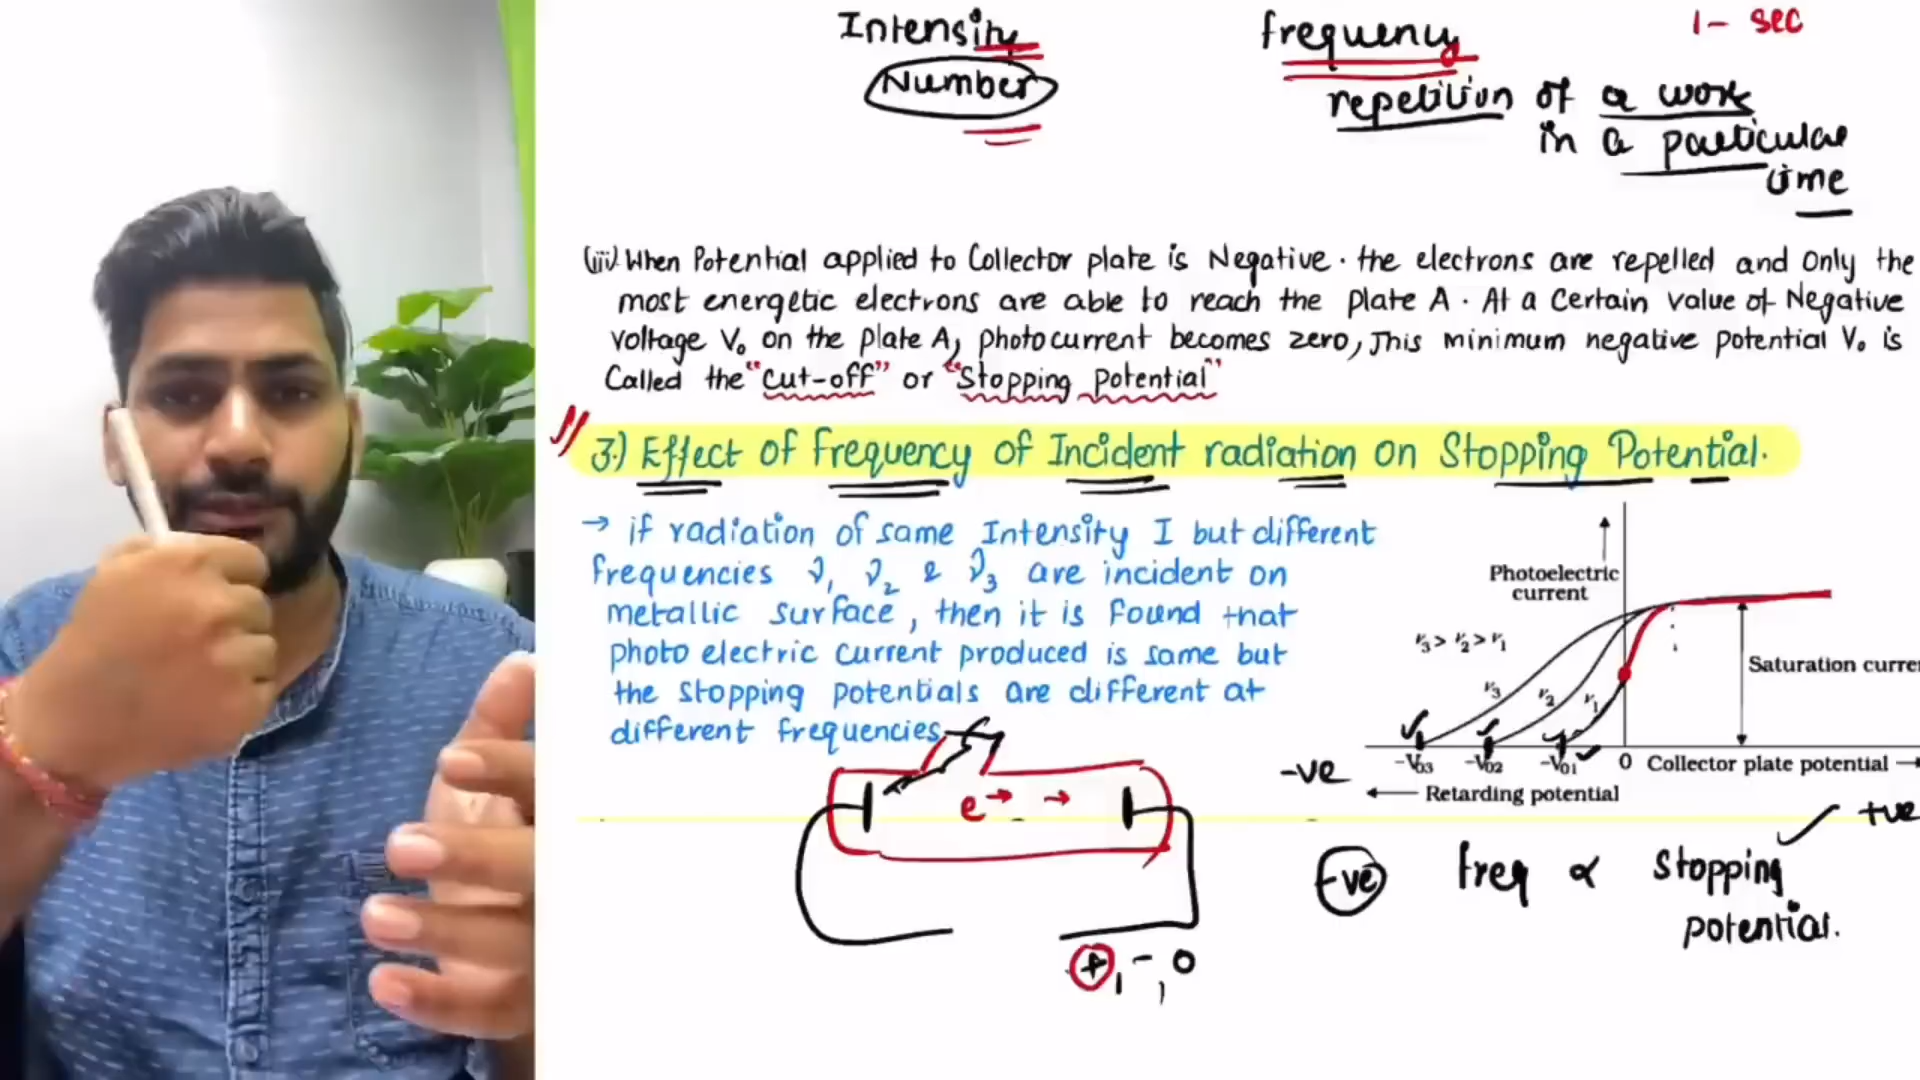 Intensity
Number
frequency
1- sec
repetition of a work
in a particular
time
(iii) When Potential applied to Collector plate is Negative. the electrons are repelled and Only the
most energetic electrons are able to reach the plate A. At a Certain value of Negative
voltage V₀ on the plate A, photocurrent becomes zero, This minimum negative potential V₀ is
Called the "Cut-off" or "Stopping Potential"
3.) Effect of frequency of Incident radiation on Stopping Potential.
→ if radiation of same Intensity I but different
frequencies ν₁ ν₂ & ν₃ are incident on
metallic surface, then it is found that
photo electric current produced is same but
the stopping potentials are different at
different frequencies
Photoelectric
current
ν₃ > ν₂ > ν₁
ν₃
ν₂
ν₁
Saturation curre
-V₀₃ -V₀₂ -V₀₁ 0 Collector plate potential →
← Retarding potential
-ve
+ve
e → →
+, -, 0
-ve
freq ∝ Stopping
potential.